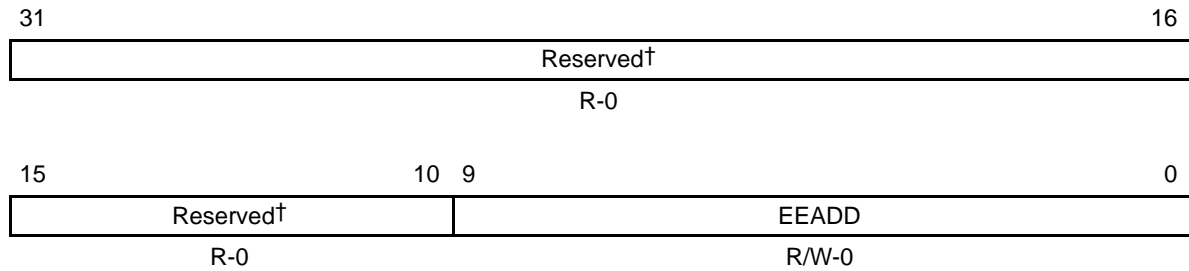 31 16
Reserved†
R-0
15 10 9 0
Reserved† EEADD
R-0 R/W-0